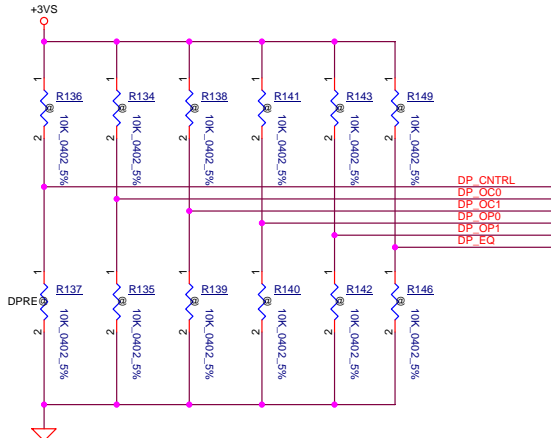 +3VS
1 1 1 1 1 1
R136 R134 R138 R141 R143 R149
@ @ @ @ @ @
10K_0402_5% 10K_0402_5% 10K_0402_5% 10K_0402_5% 10K_0402_5% 10K_0402_5%
2 2 2 2 2 2
DP_CNTRL
DP_OC0
DP_OC1
DP_OP0
DP_OP1
DP_EQ
1 1 1 1 1 1
R137 R135 R139 R140 R142 R146
DPRE@ @ @ @ @ @
10K_0402_5% 10K_0402_5% 10K_0402_5% 10K_0402_5% 10K_0402_5% 10K_0402_5%
2 2 2 2 2 2